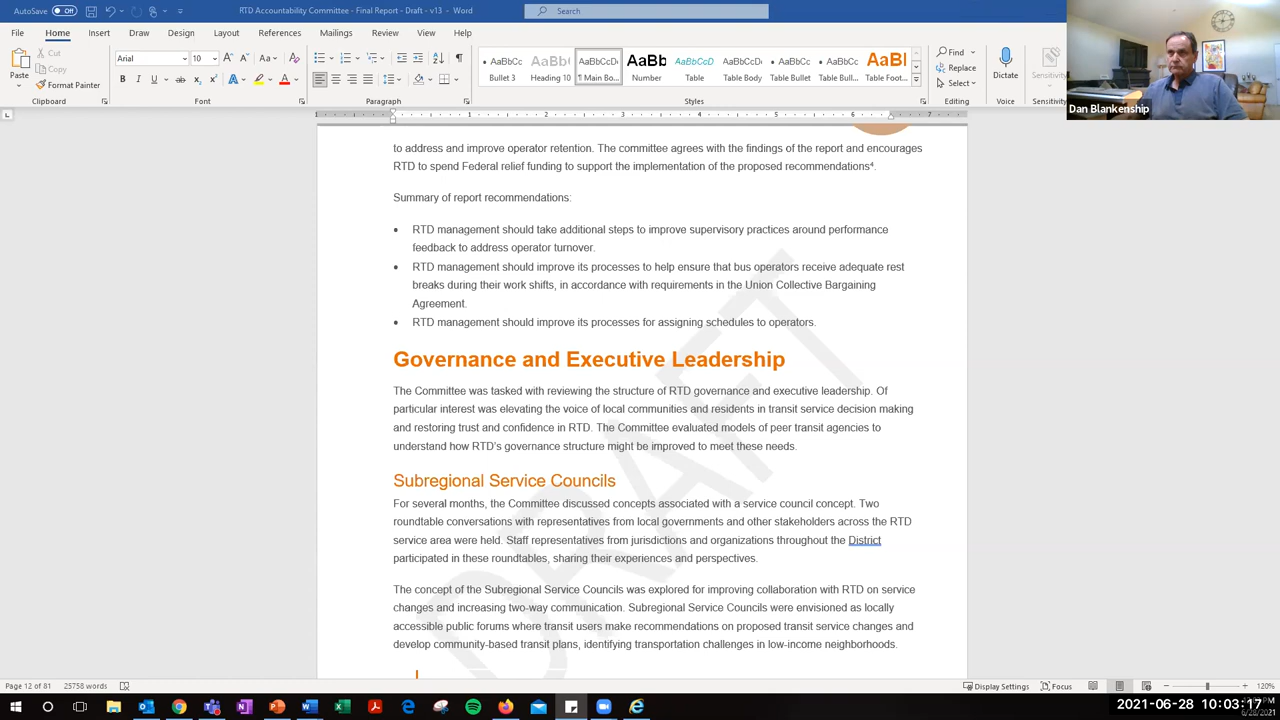 AutoSave Off RTD Accountability Committee - Final Report - Draft - v13 - Search
File Home Insert Draw Design Layout References Mailings Review View Help
Cut
Copy
Format Painter
Paste
Clipboard
Arial 10
Font
Paragraph
AaBbCc Bullet 3
AaBbCc Heading 10
AaBbCcD ¶ Main Bo...
AaBb Number
AaBbCcD Table
AaBbCcD Table Body
AaBbCc Table Bullet
AaBbCc Table Bull...
AaBl Table Foot...
Styles
Find
Replace
Select
Editing
Dictate
Voice
Sensitivity
Sensitivity
Dan Blankenship
1 1 2 3 4 5 6 7
to address and improve operator retention. The committee agrees with the findings of the report and encourages
RTD to spend Federal relief funding to support the implementation of the proposed recommendations⁴.
Summary of report recommendations:
• RTD management should take additional steps to improve supervisory practices around performance
feedback to address operator turnover.
• RTD management should improve its processes to help ensure that bus operators receive adequate rest
breaks during their work shifts, in accordance with requirements in the Union Collective Bargaining
Agreement.
• RTD management should improve its processes for assigning schedules to operators.
Governance and Executive Leadership
The Committee was tasked with reviewing the structure of RTD governance and executive leadership. Of
particular interest was elevating the voice of local communities and residents in transit service decision making
and restoring trust and confidence in RTD. The Committee evaluated models of peer transit agencies to
understand how RTD's governance structure might be improved to meet these needs.
Subregional Service Councils
For several months, the Committee discussed concepts associated with a service council concept. Two
roundtable conversations with representatives from local governments and other stakeholders across the RTD
service area were held. Staff representatives from jurisdictions and organizations throughout the District
participated in these roundtables, sharing their experiences and perspectives.
The concept of the Subregional Service Councils was explored for improving collaboration with RTD on service
changes and increasing two-way communication. Subregional Service Councils were envisioned as locally
accessible public forums where transit users make recommendations on proposed transit service changes and
develop community-based transit plans, identifying transportation challenges in low-income neighborhoods.
DRAFT
Page 12 of 81 25758 words Display Settings Focus 120%
2021-06-28 10:03:17
6/28/2021